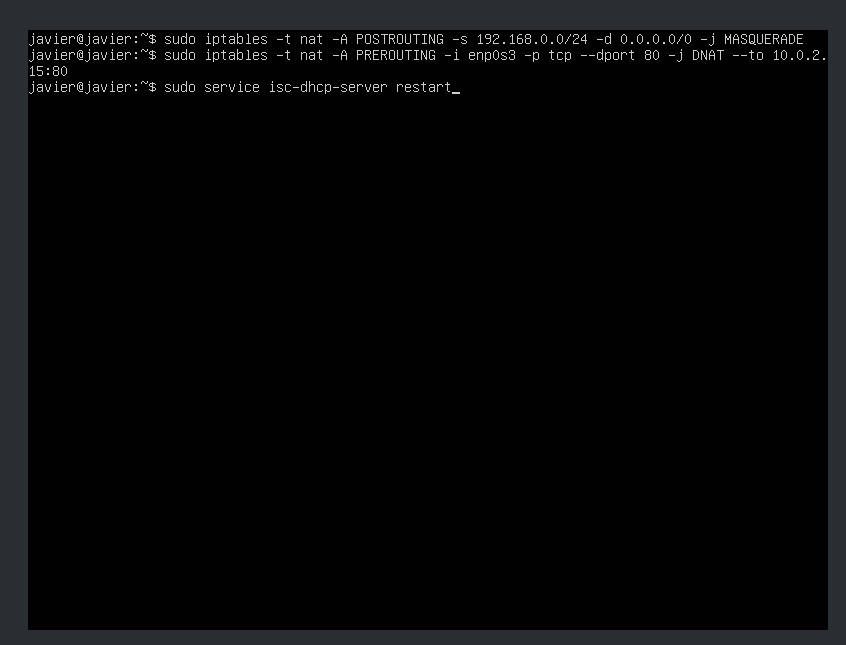 javier@javier:~$ sudo iptables -t nat -A POSTROUTING -s 192.168.0.0/24 -d 0.0.0.0/0 -j MASQUERADE
javier@javier:~$ sudo iptables -t nat -A PREROUTING -i enp0s3 -p tcp --dport 80 -j DNAT --to 10.0.2.
15:80
javier@javier:~$ sudo service isc-dhcp-server restart_